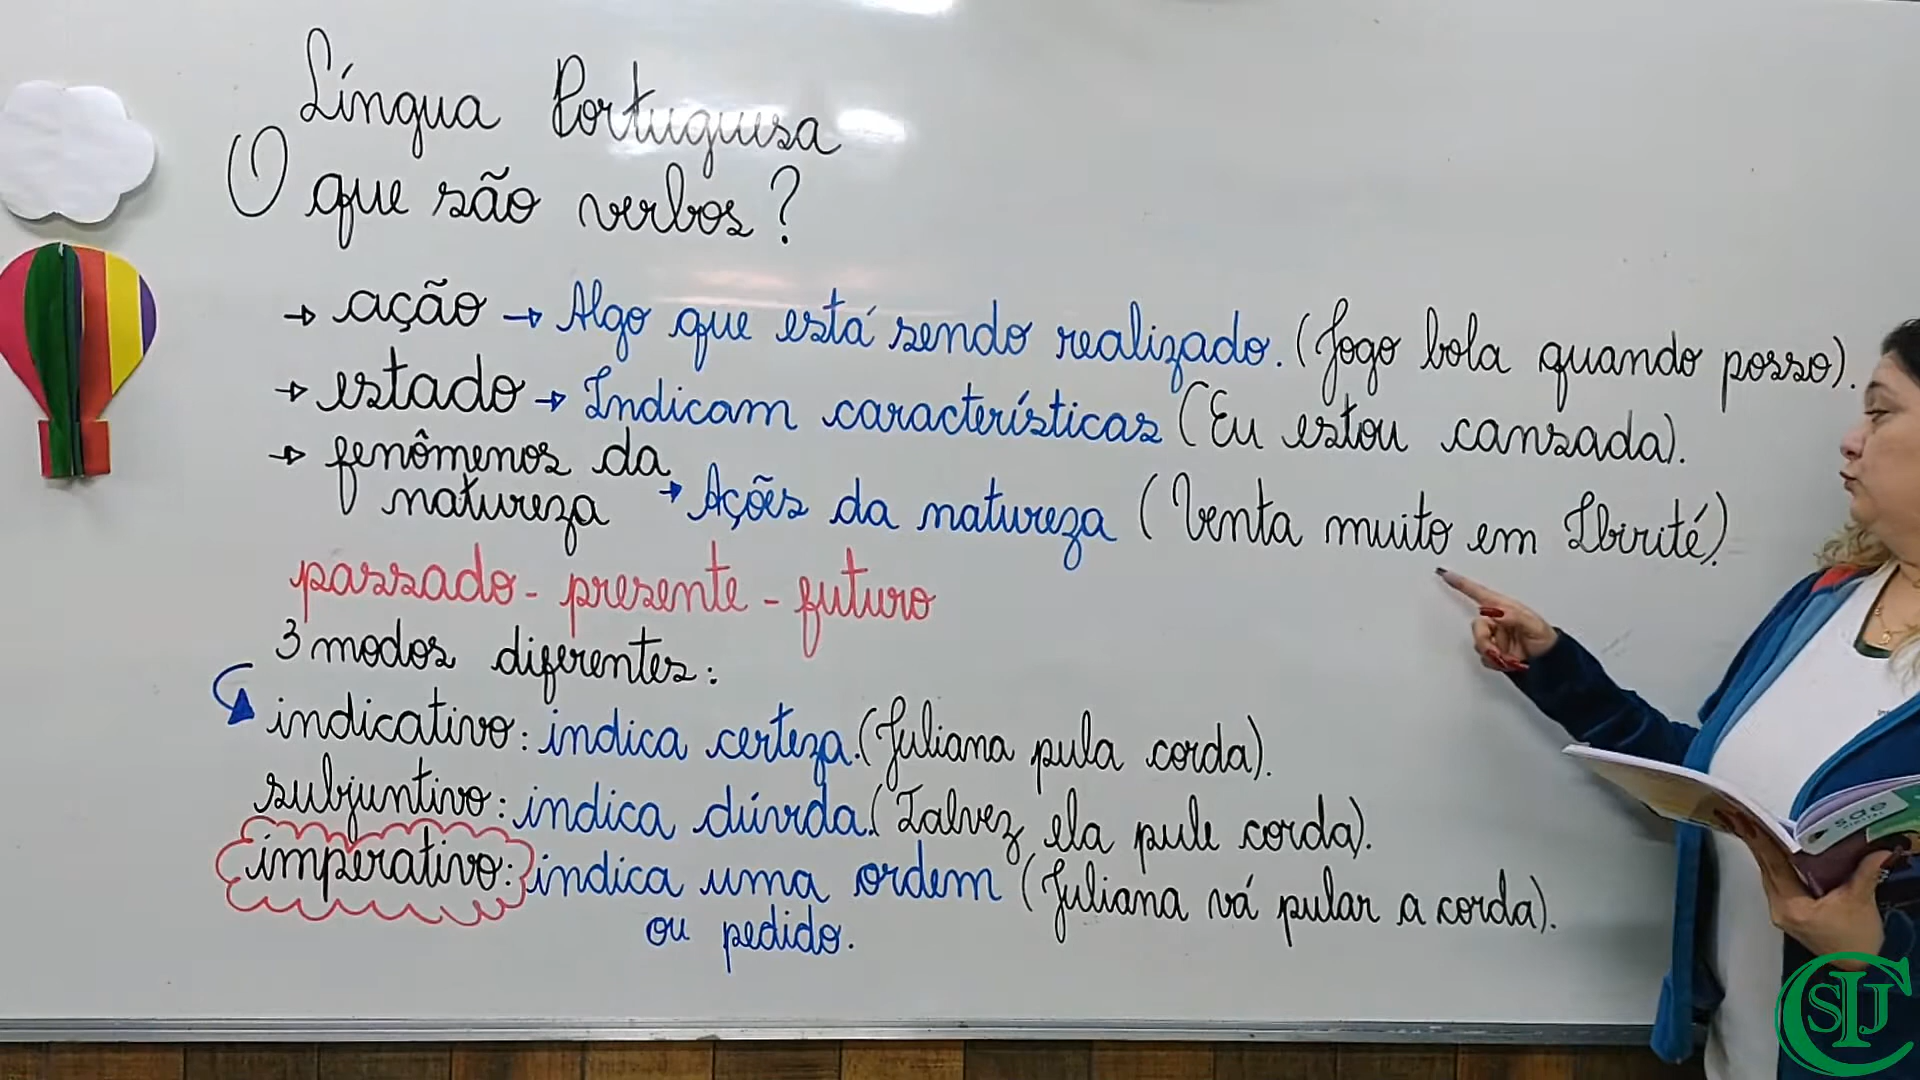 Língua Portuguesa
O que são verbos?
→ ação → Algo que está sendo realizado. (Jogo bola quando posso).
→ estado → Indicam características (Eu estou cansada).
→ fenômenos da
natureza → Ações da natureza (Venta muito em Ibirité).
passado - presente - futuro
3 modos diferentes:
indicativo: indica certeza. (Juliana pula corda).
subjuntivo: indica dúvida. (Talvez ela pule corda).
imperativo: indica uma ordem (Juliana vá pular a corda).
ou pedido.
sae
DIGITAL
CSIJ